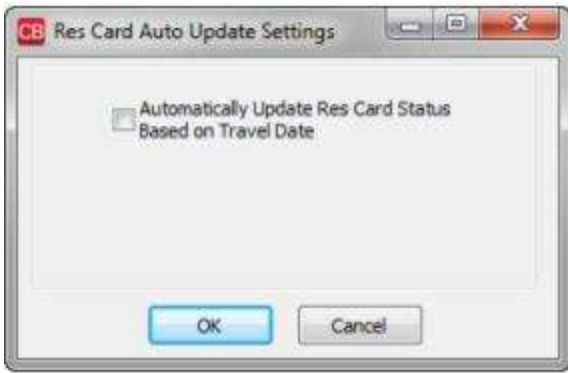 CB Res Card Auto Update Settings
Automatically Update Res Card Status
Based on Travel Date
OK
Cancel